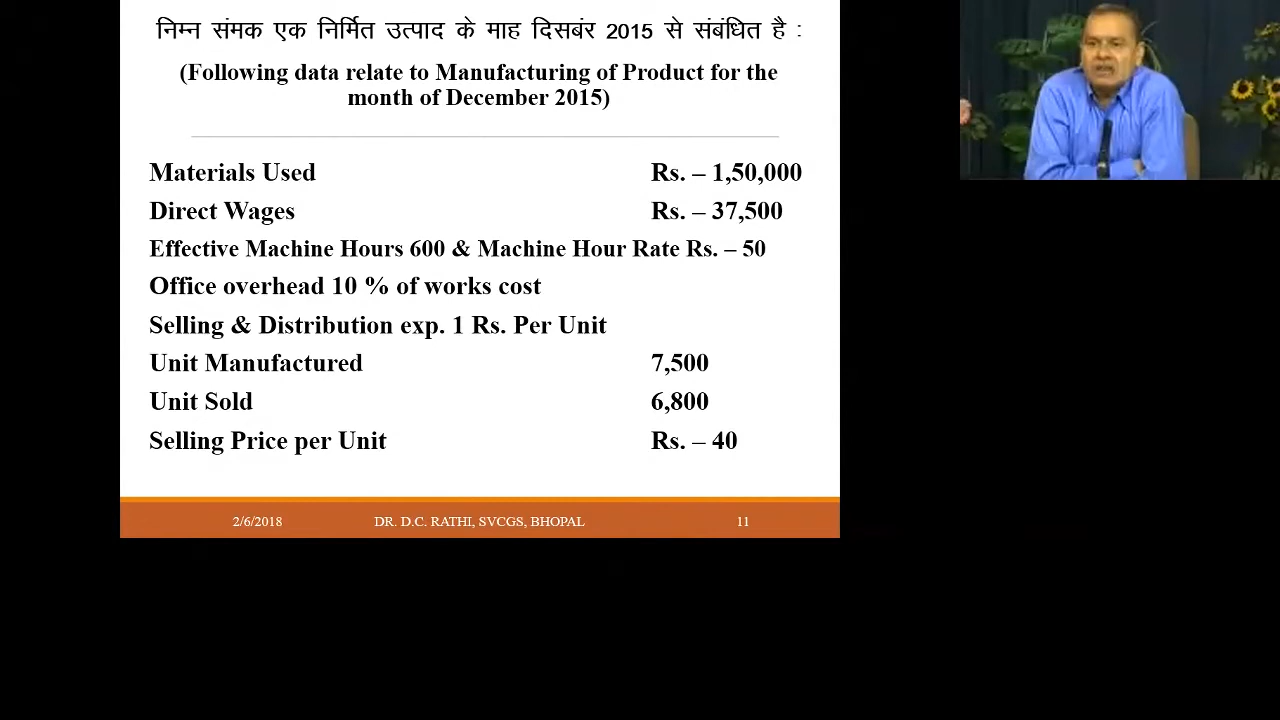 निम्न संमक एक निर्मित उत्पाद के माह दिसबंर 2015 से संबंधित है :
(Following data relate to Manufacturing of Product for the
month of December 2015)
Materials Used Rs. – 1,50,000
Direct Wages Rs. – 37,500
Effective Machine Hours 600 & Machine Hour Rate Rs. – 50
Office overhead 10 % of works cost
Selling & Distribution exp. 1 Rs. Per Unit
Unit Manufactured 7,500
Unit Sold 6,800
Selling Price per Unit Rs. – 40
2/6/2018 DR. D.C. RATHI, SVCGS, BHOPAL 11